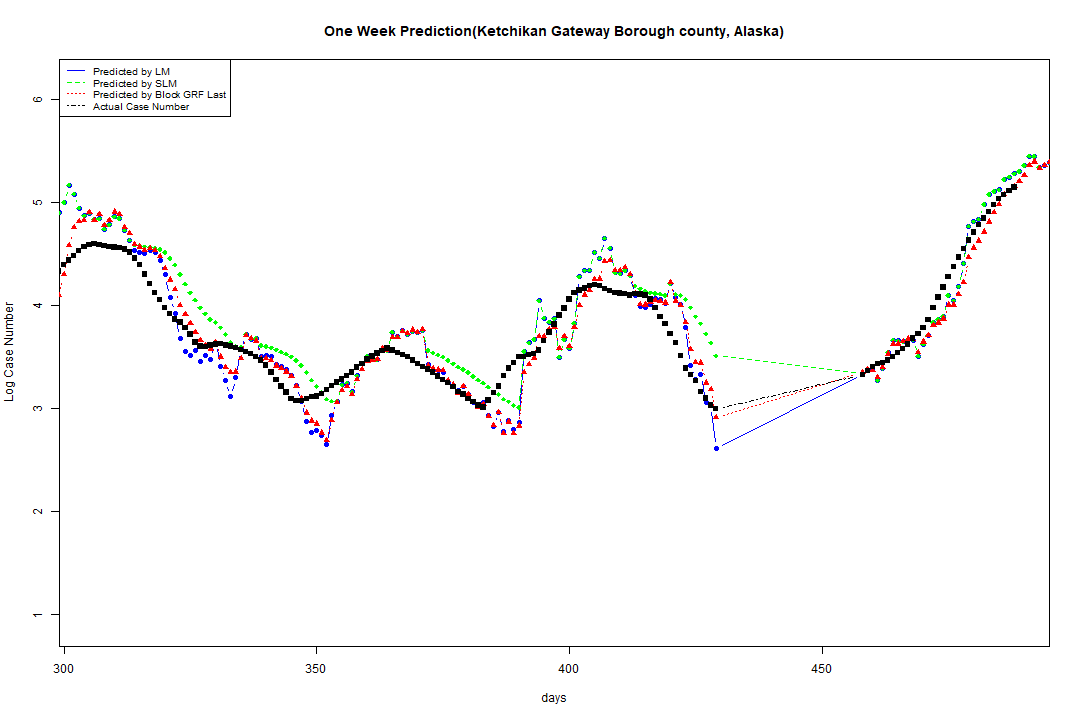 One Week Prediction(Ketchikan Gateway Borough county, Alaska)
Predicted by LM
Predicted by SLM
Predicted by Block GRF Last
Actual Case Number
6
5
4
3
2
1
Log Case Number
300 350 400 450
days